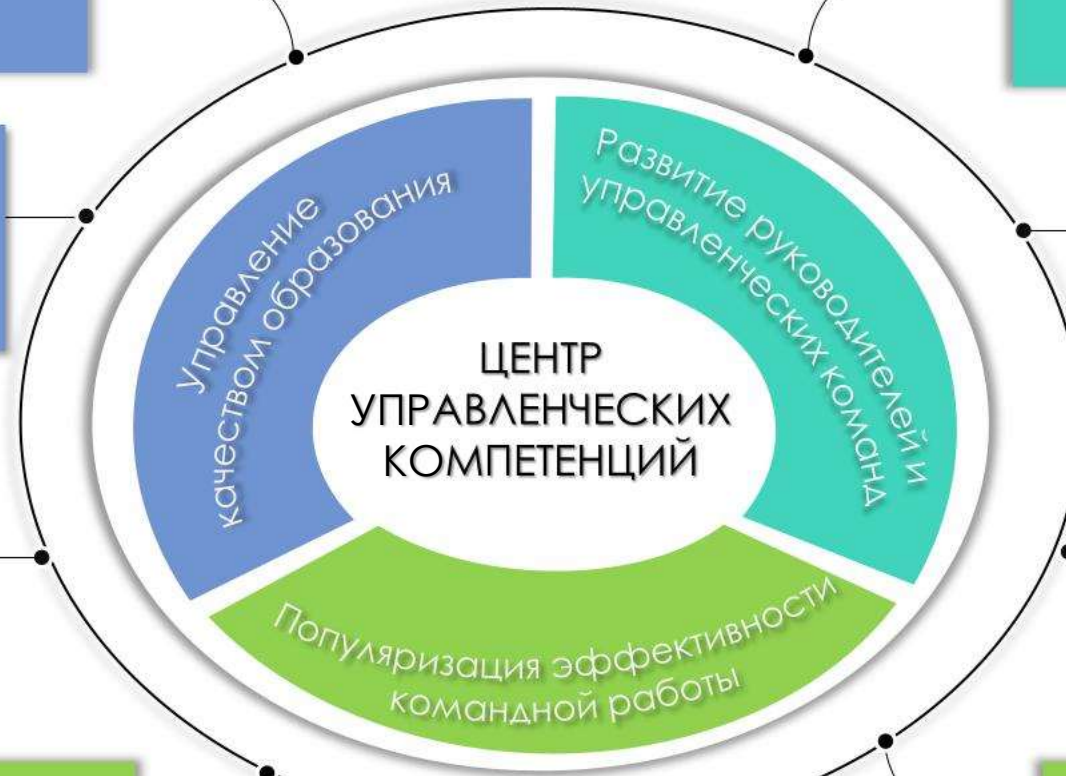 Управление
качеством образования
Развитие руководителей и
управленческих команд
ЦЕНТР
УПРАВЛЕНЧЕСКИХ
КОМПЕТЕНЦИЙ
Популяризация эффективности
командной работы